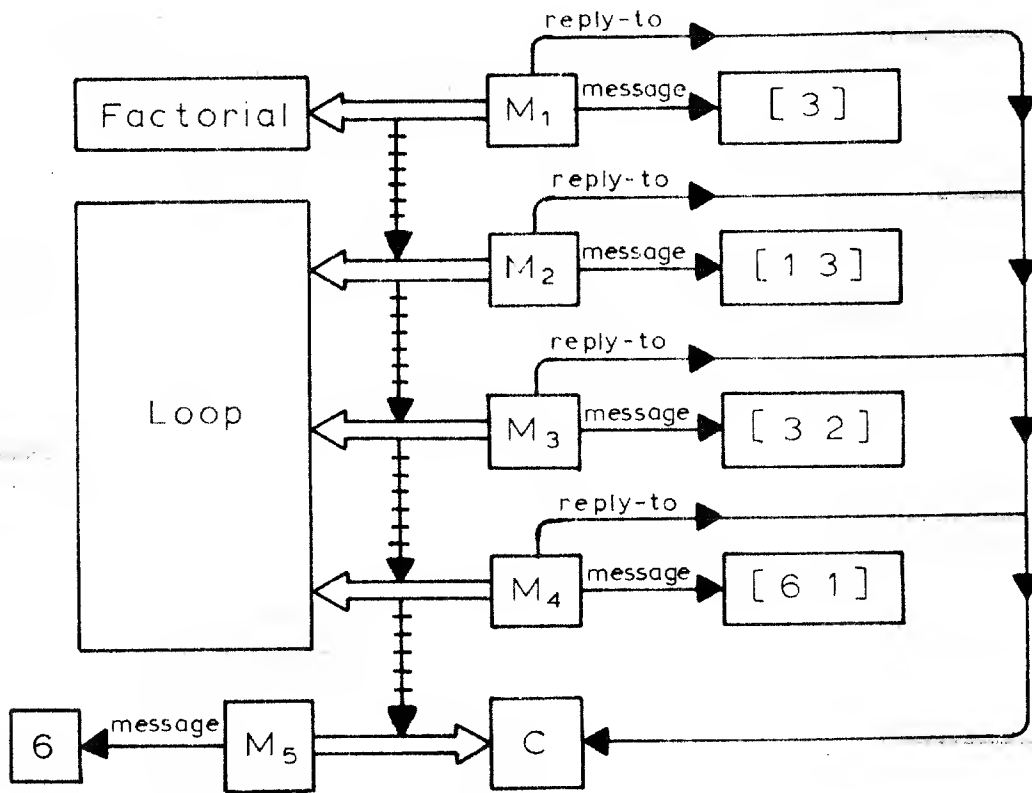 reply-to
Factorial M1 message [ 3 ]
reply-to
M2 message [ 1 3 ]
reply-to
Loop M3 message [ 3 2 ]
reply-to
M4 message [ 6 1 ]
6 message M5 C